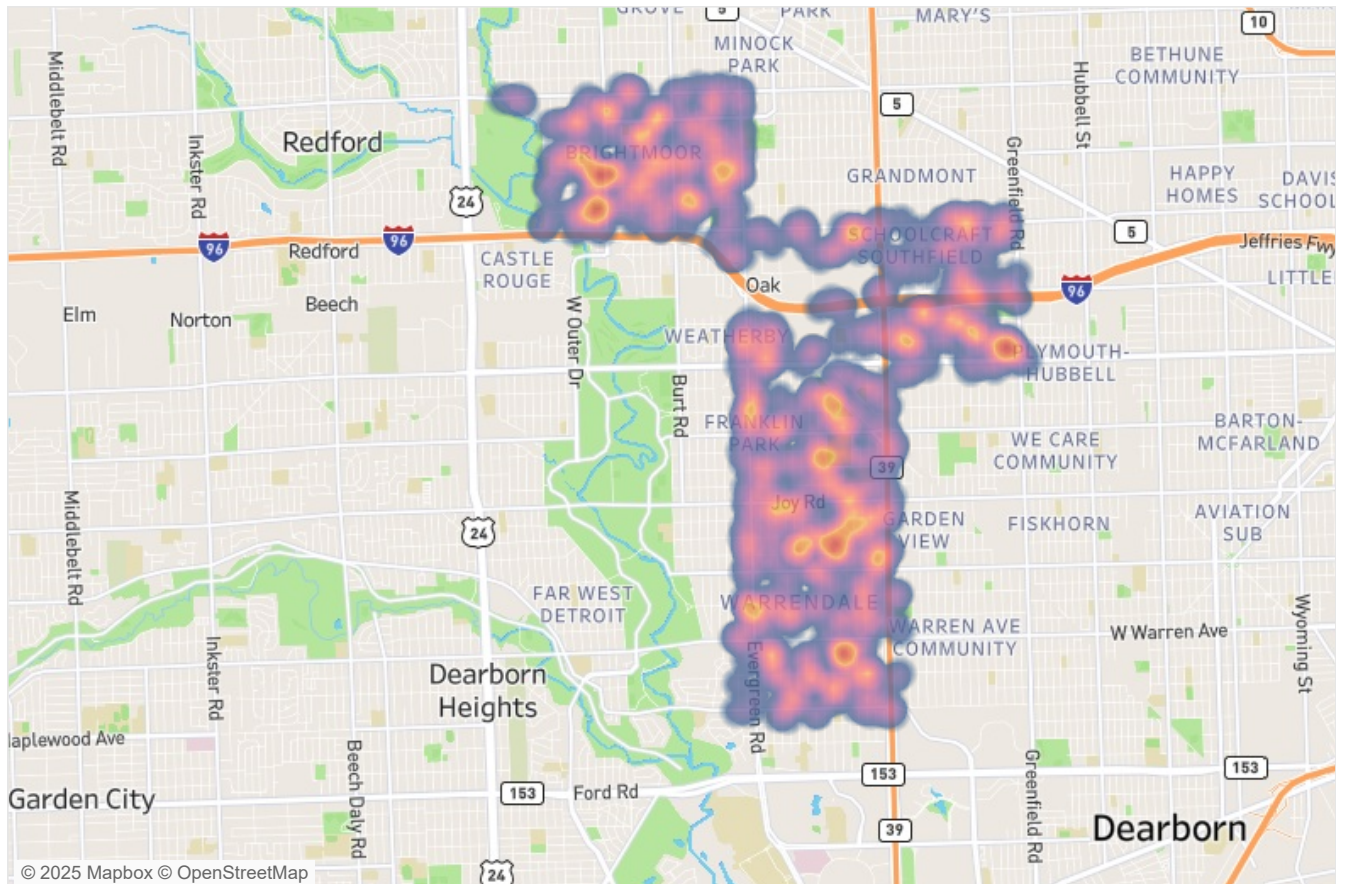 GROVE
5
PARK
MARY'S
10
MINOCK
PARK
BETHUNE
COMMUNITY
Middlebelt Rd
Hubbell St
5
Redford
Inkster Rd
BRIGHTMOOR
Greenfield Rd
GRANDMONT
HAPPY
HOMES
24
5
SCHOOLCRAFT
SOUTHFIELD
96
96
Redford
Jeffries Fwy
CASTLE
ROUGE
Oak
96
Beech
Elm
Norton
W Outer Dr
WEATHERBY
PLYMOUTH-
HUBBELL
Burt Rd
FRANKLIN
PARK
BARTON-
MCFARLAND
WE CARE
COMMUNITY
39
Joy Rd
Middlebelt Rd
24
GARDEN
VIEW
FISKHORN
AVIATION
SUB
FAR WEST
DETROIT
WARRENDALE
WARREN AVE
COMMUNITY
W Warren Ave
Wyoming St
Inkster Rd
Evergreen Rd
Dearborn
Heights
aplewood Ave
Beech Daly Rd
Greenfield Rd
153
153
Garden City
153
Ford Rd
39
Dearborn
24
© 2025 Mapbox © OpenStreetMap